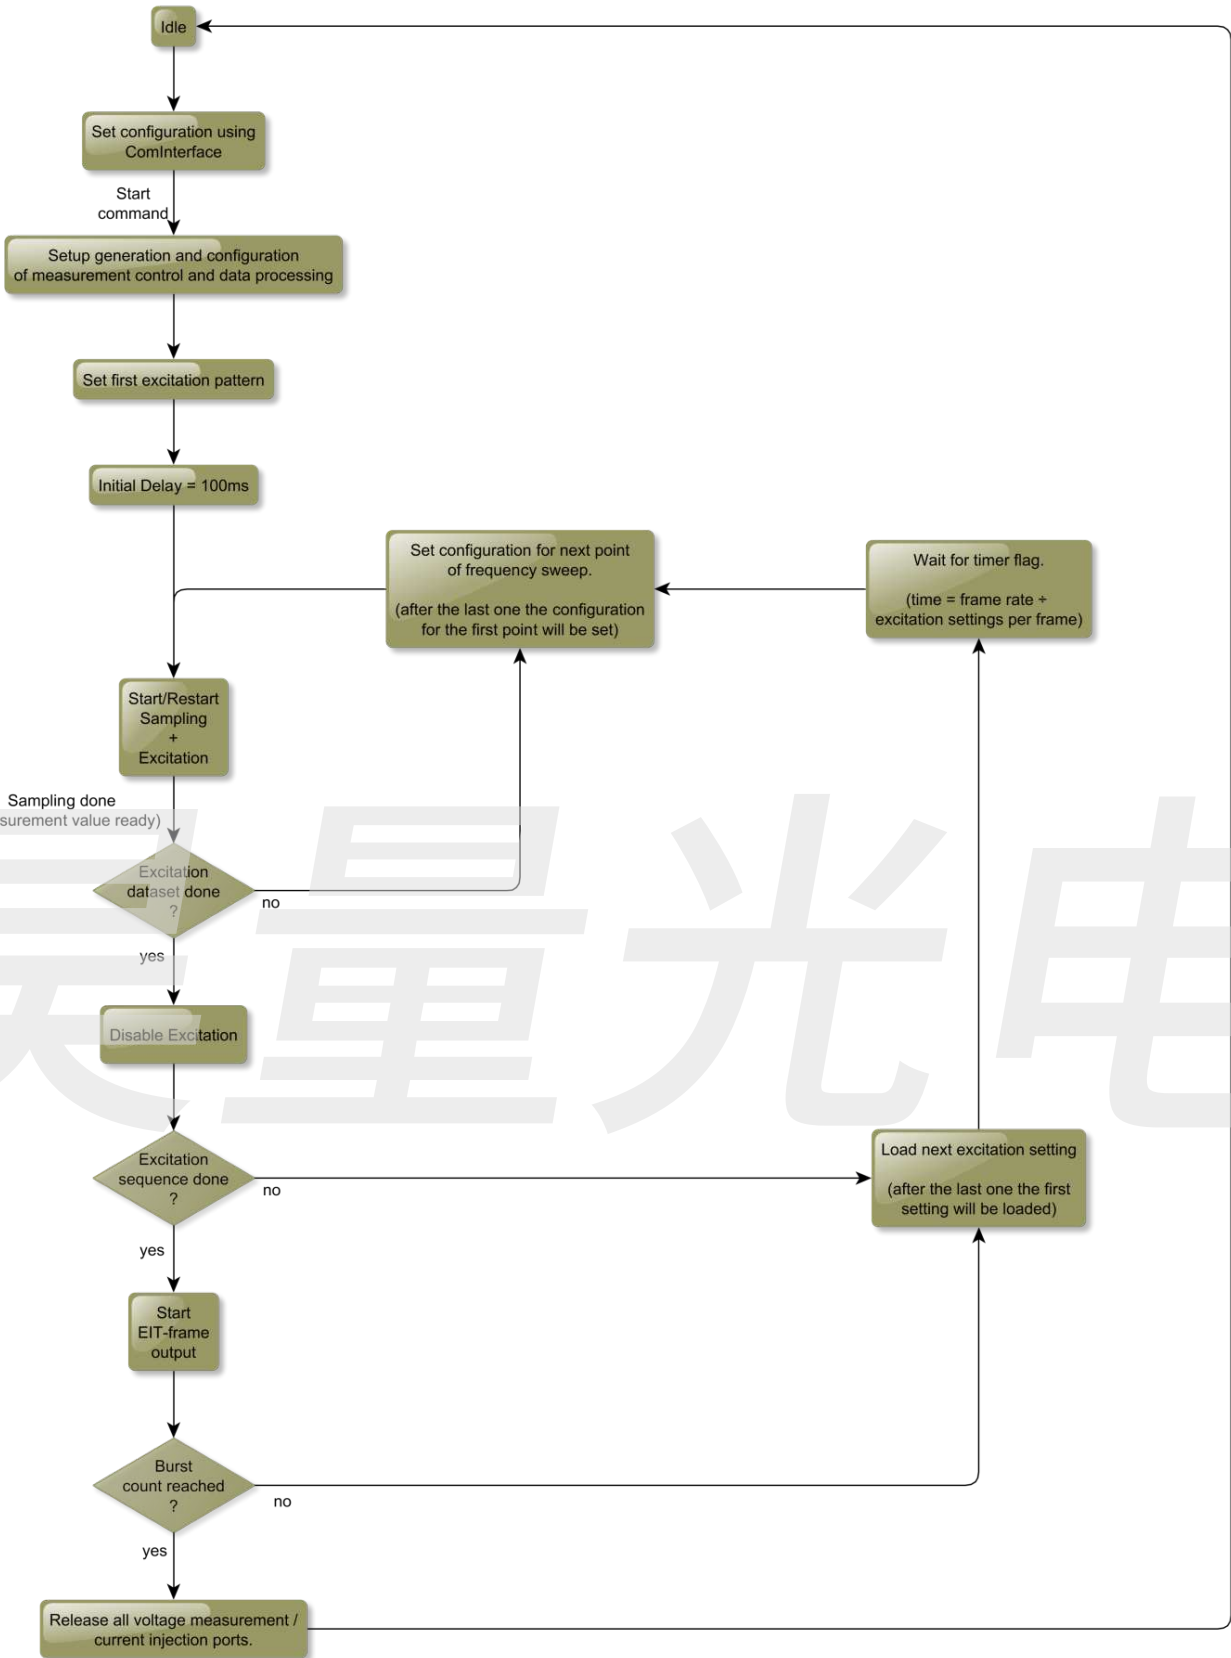 Idle
Set configuration using
ComInterface
Start
command
Setup generation and configuration
of measurement control and data processing
Set first excitation pattern
Initial Delay = 100ms
Set configuration for next point
of frequency sweep.
(after the last one the configuration
for the first point will be set)
Wait for timer flag.
(time = frame rate ÷
excitation settings per frame)
Start/Restart
Sampling
+
Excitation
Sampling done
surement value ready)
Excitation
dataset done
?
no
yes
Disable Excitation
Excitation
sequence done
?
no
Load next excitation setting
(after the last one the first
setting will be loaded)
yes
Start
EIT-frame
output
Burst
count reached
?
no
yes
Release all voltage measurement /
current injection ports.
昊量光电